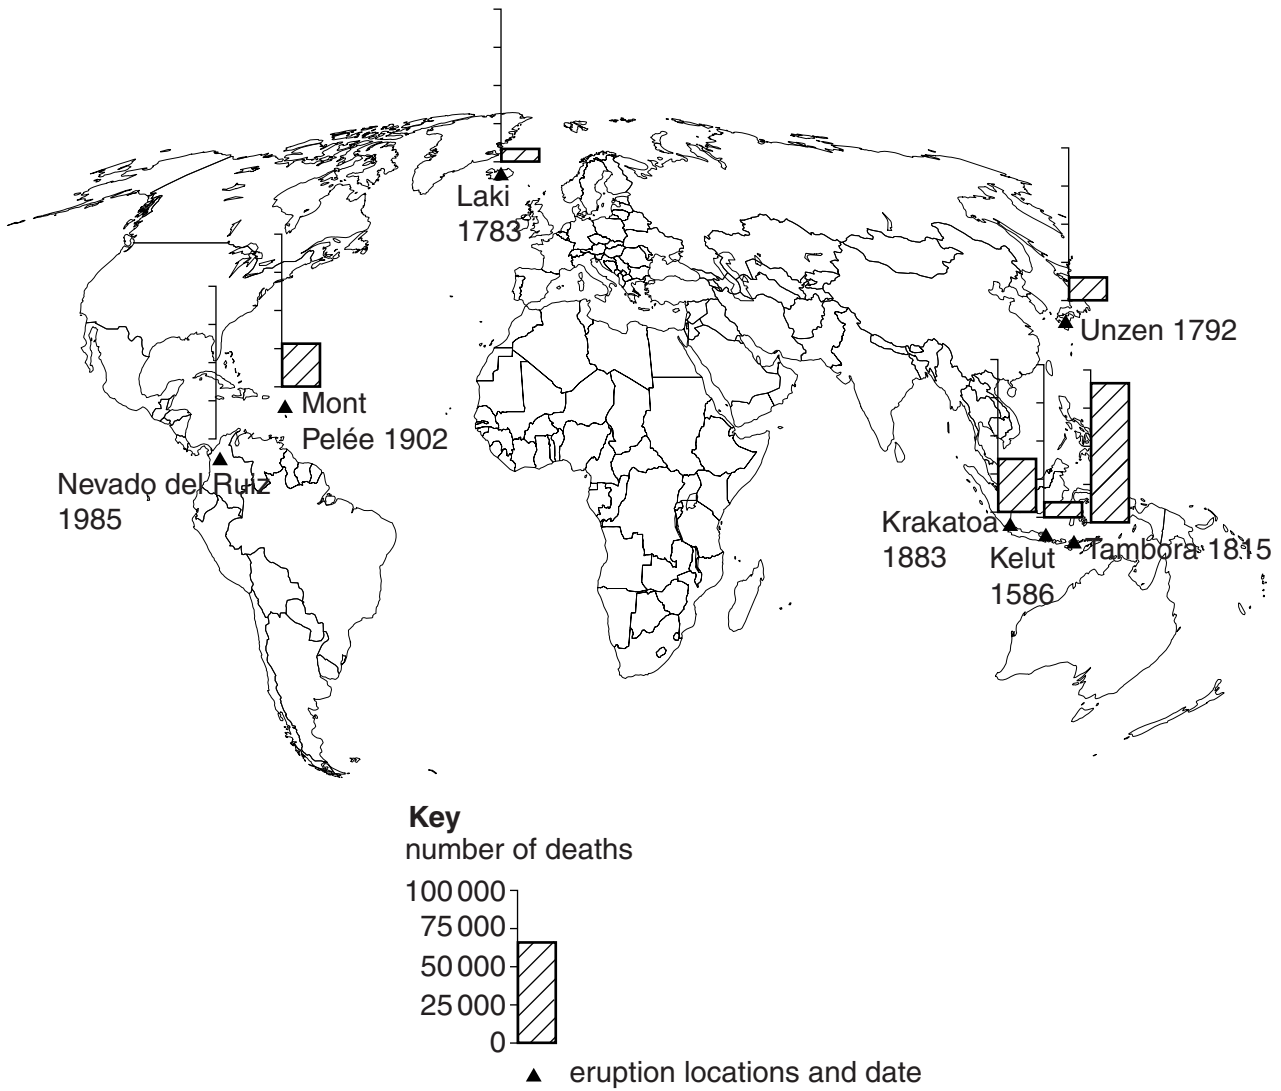 Laki
1783
Unzen 1792
Mont
Pelée 1902
Nevado del Ruiz
1985
Krakatoa
1883
Kelut
1586
Tambora 1815
Key
number of deaths
100 000
75 000
50 000
25 000
0
eruption locations and date